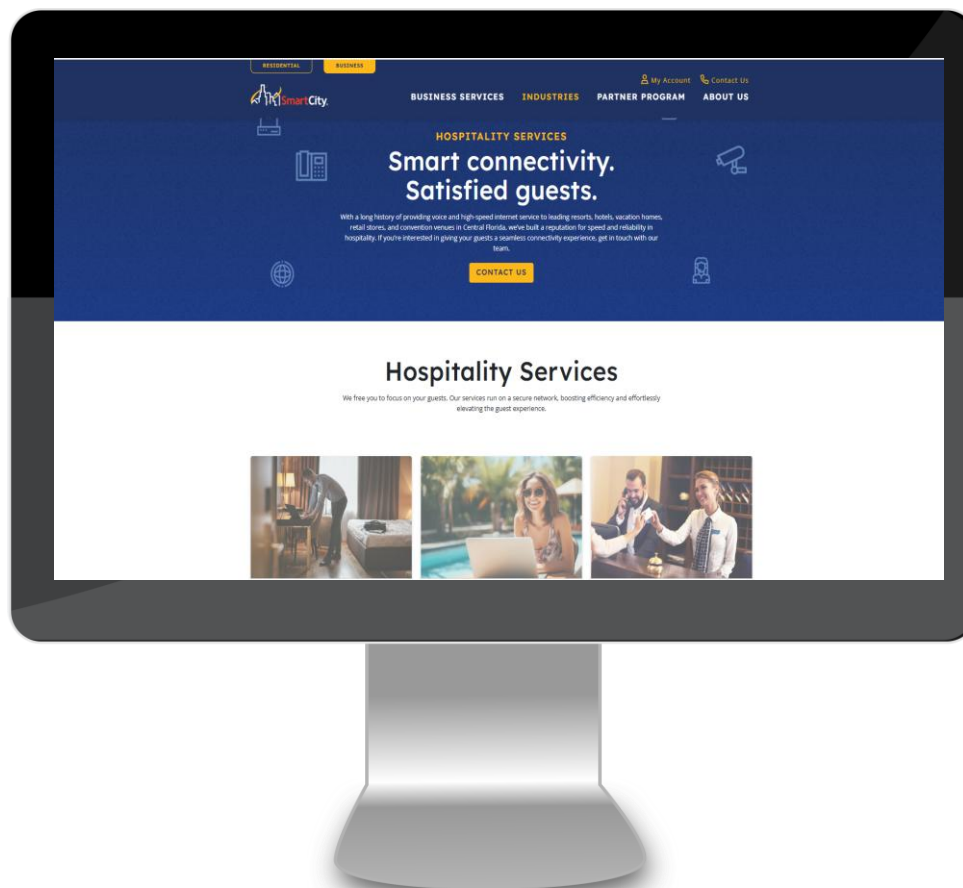 RESIDENTIAL BUSINESS
My Account Contact Us
SmartCity.
BUSINESS SERVICES INDUSTRIES PARTNER PROGRAM ABOUT US
HOSPITALITY SERVICES
Smart connectivity.
Satisfied guests.
With a long history of providing voice and high-speed internet service to leading resorts, hotels, vacation homes,
retail stores, and convention venues in Central Florida, we've built a reputation for speed and reliability in
hospitality. If you're interested in giving your guests a seamless connectivity experience, get in touch with our
team.
CONTACT US
Hospitality Services
We free you to focus on your guests. Our services run on a secure network, boosting efficiency and effortlessly
elevating the guest experience.